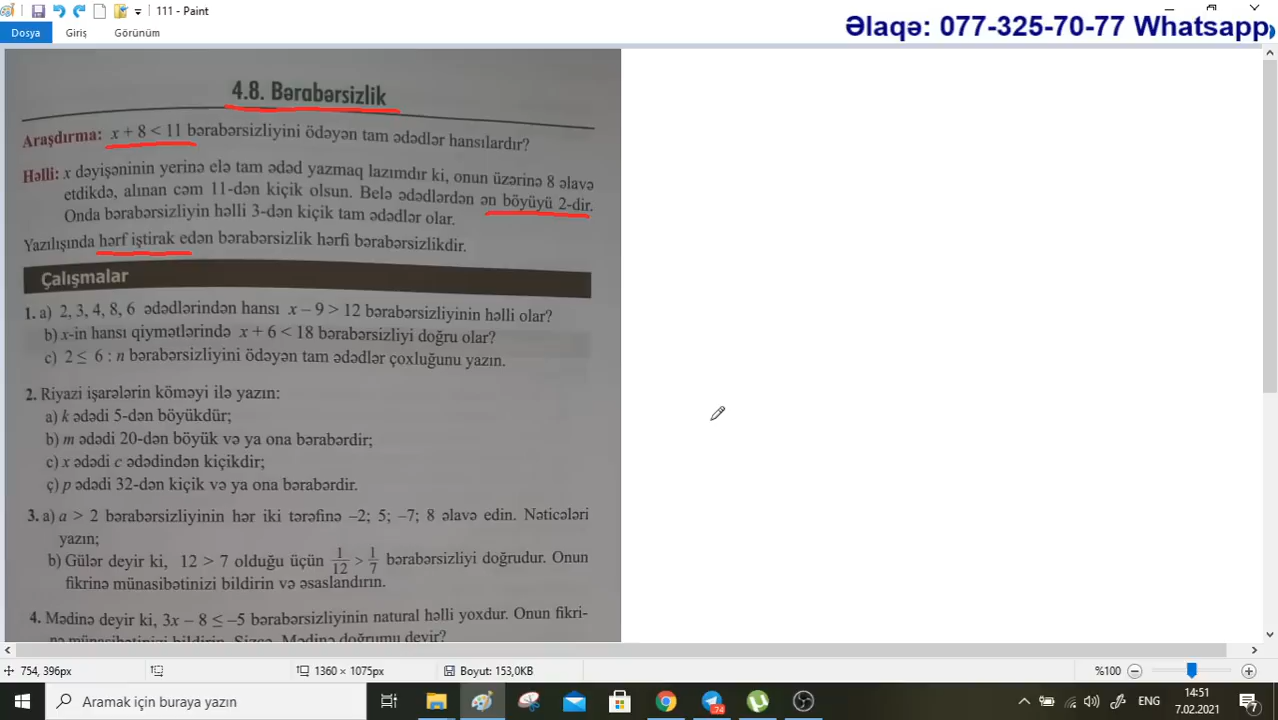 111 - Paint
Əlaqə: 077-325-70-77 Whatsapp
Dosya Giriş Görünüm
4.8. Bərabərsizlik
Araşdırma: x + 8 < 11 bərabərsizliyini ödəyən tam ədədlər hansılardır?
Həlli: x dəyişəninin yerinə elə tam ədəd yazmaq lazımdır ki, onun üzərinə 8 əlavə
etdikdə, alınan cəm 11-dən kiçik olsun. Belə ədədlərdən ən böyüyü 2-dir.
Onda bərabərsizliyin həlli 3-dən kiçik tam ədədlər olar.
Yazılışında hərf iştirak edən bərabərsizlik hərfi bərabərsizlikdir.
Çalışmalar
1. a) 2, 3, 4, 8, 6 ədədlərindən hansı x – 9 > 12 bərabərsizliyinin həlli olar?
b) x-in hansı qiymətlərində x + 6 < 18 bərabərsizliyi doğru olar?
c) 2 ≤ 6 : n bərabərsizliyini ödəyən tam ədədlər çoxluğunu yazın.
2. Riyazi işarələrin köməyi ilə yazın:
a) k ədədi 5-dən böyükdür;
b) m ədədi 20-dən böyük və ya ona bərabərdir;
c) x ədədi c ədədindən kiçikdir;
ç) p ədədi 32-dən kiçik və ya ona bərabərdir.
3. a) a > 2 bərabərsizliyinin hər iki tərəfinə –2; 5; –7; 8 əlavə edin. Nəticələri
yazın;
b) Gülər deyir ki, 12 > 7 olduğu üçün 1/12 > 1/7 bərabərsizliyi doğrudur. Onun
fikrinə münasibətinizi bildirin və əsaslandırın.
4. Mədinə deyir ki, 3x – 8 ≤ –5 bərabərsizliyinin natural həlli yoxdur. Onun fikri-
nə münasibətinizi bildirin. Sizcə, Mədinə doğrumu deyir?
754, 396px 1360 × 1075px Boyut: 153,0KB %100
Aramak için buraya yazın 74 ENG 14:51
7.02.2021 7